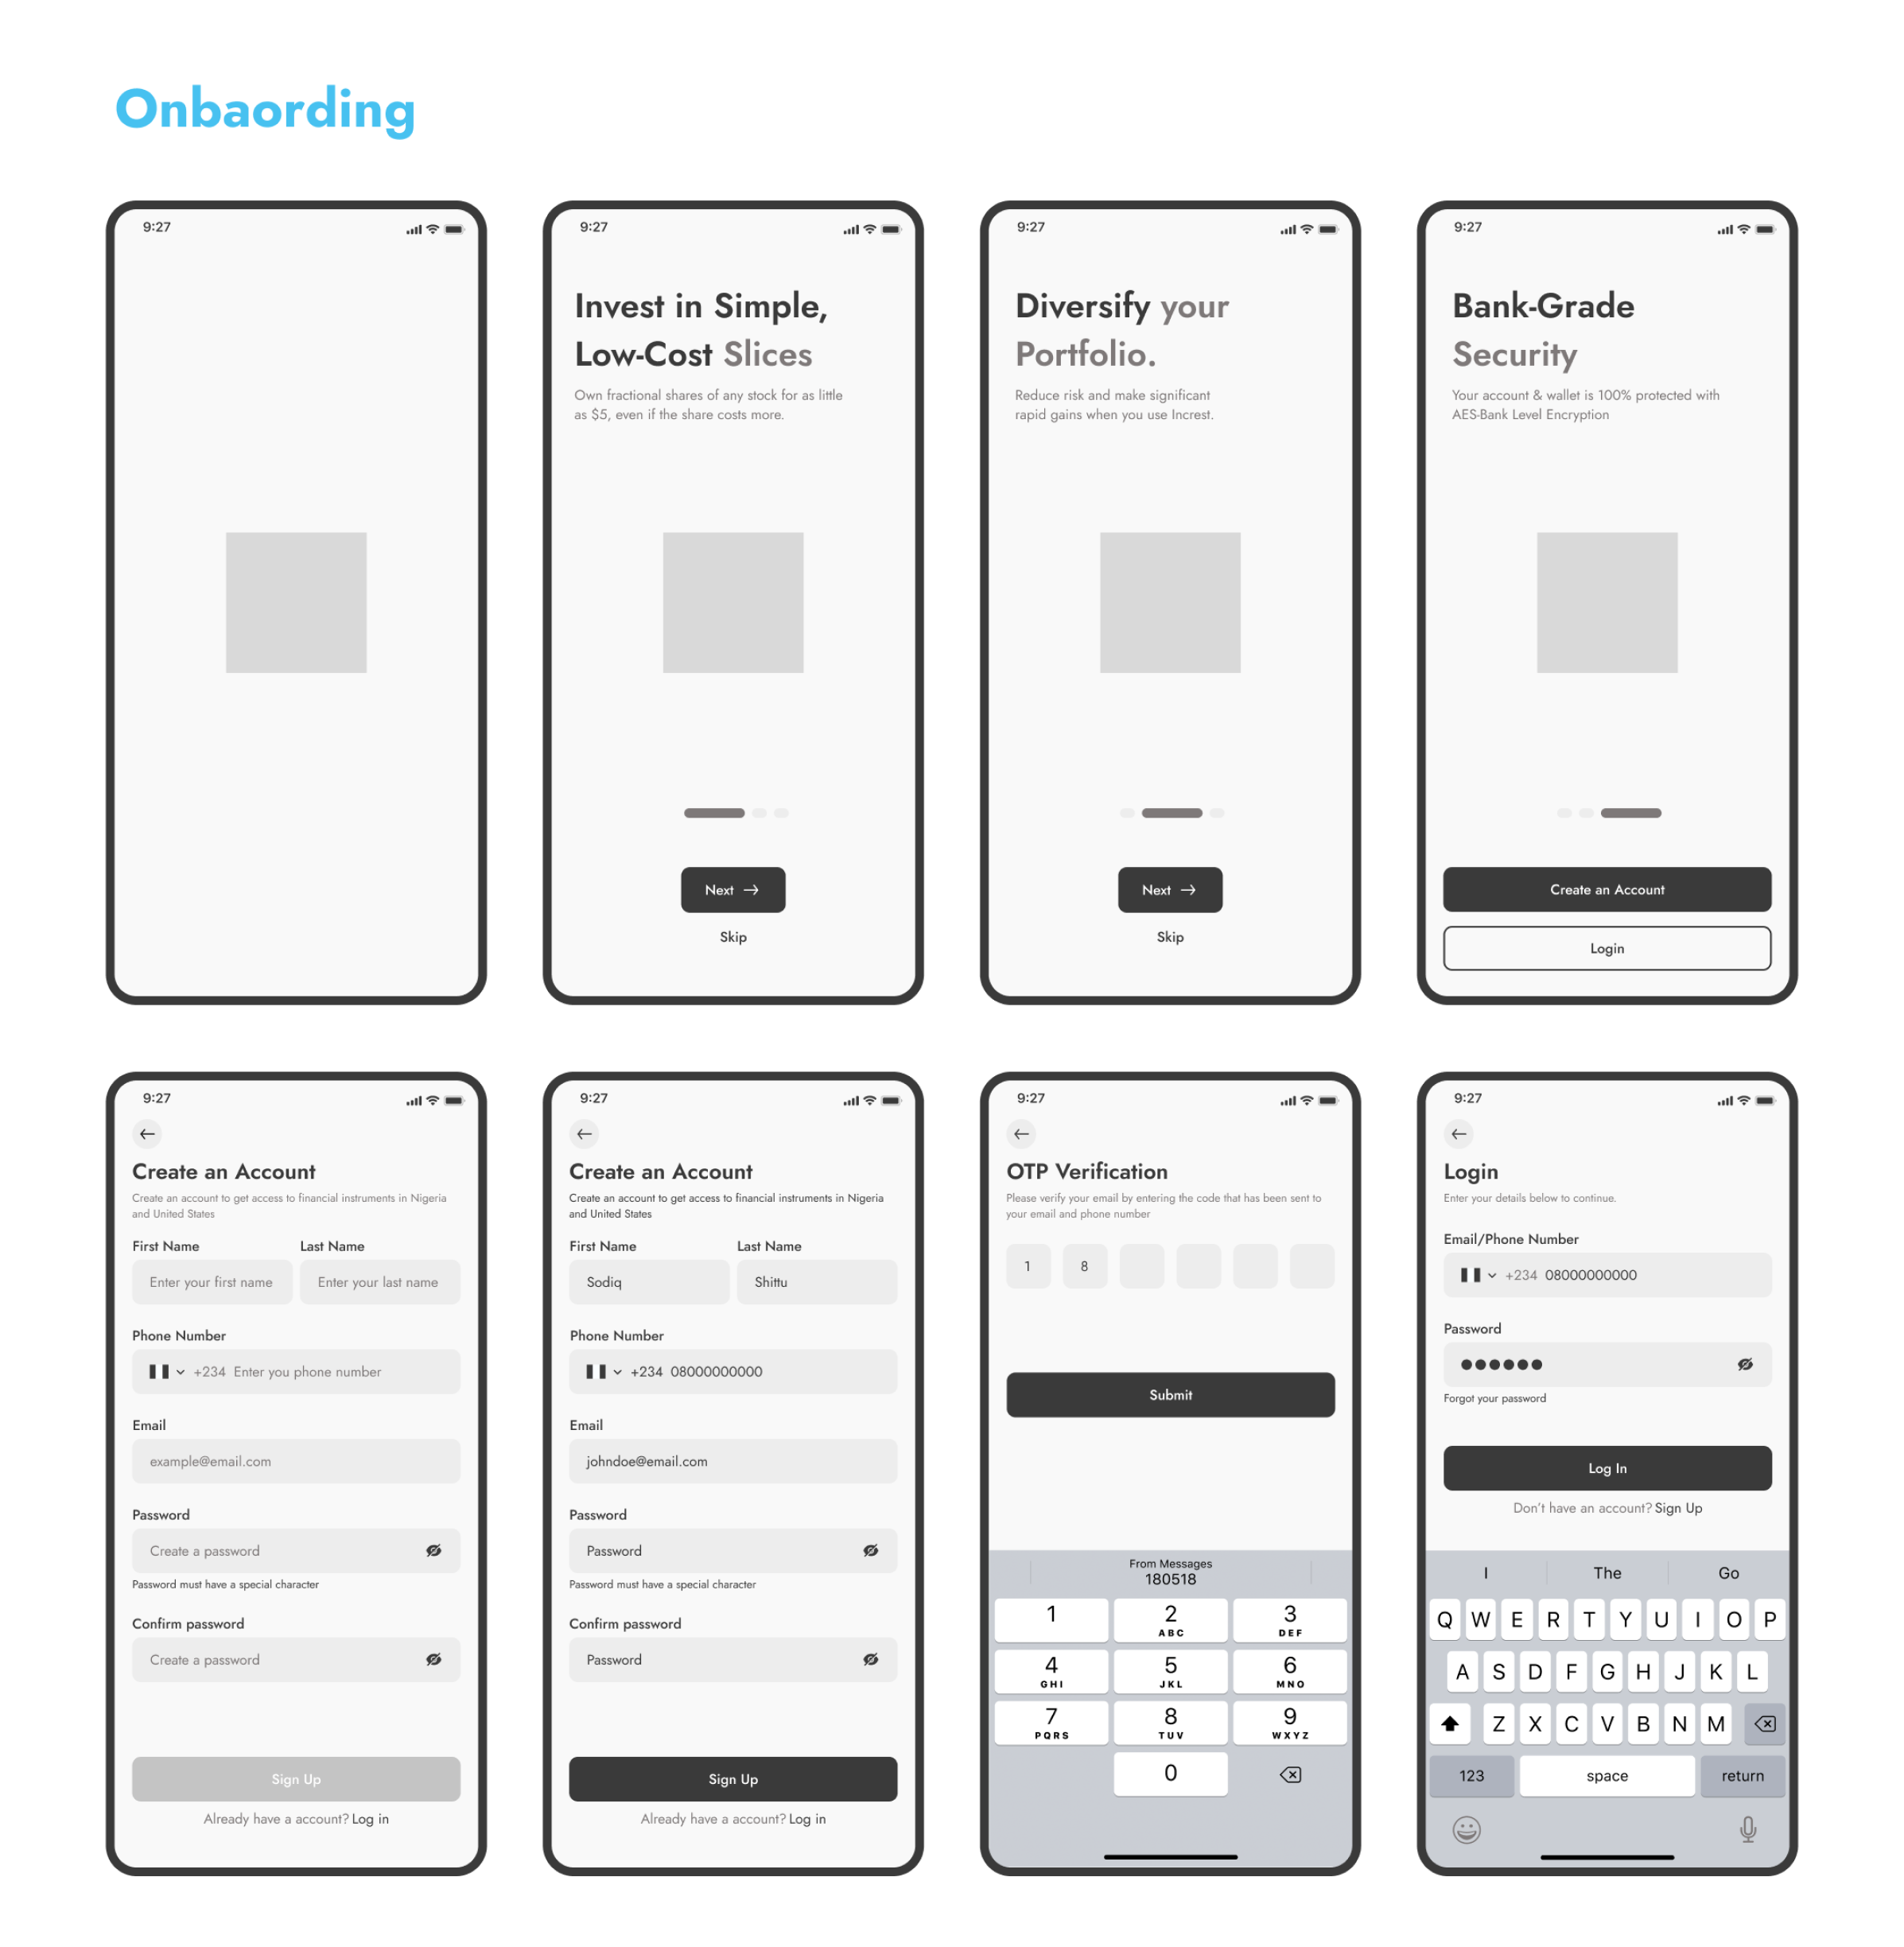 Onbaording
9:27
9:27
Invest in Simple,
Low-Cost Slices
Own fractional shares of any stock for as little
as $5, even if the share costs more.
Next
Skip
9:27
Diversify your
Portfolio.
Reduce risk and make significant
rapid gains when you use Increst.
Next
Skip
9:27
Bank-Grade
Security
Your account & wallet is 100% protected with
AES-Bank Level Encryption
Create an Account
Login
9:27
Create an Account
Create an account to get access to financial instruments in Nigeria
and United States
First Name Last Name
Enter your first name Enter your last name
Phone Number
+234 Enter you phone number
Email
example@email.com
Password
Create a password
Password must have a special character
Confirm password
Create a password
Sign Up
Already have a account? Log in
9:27
Create an Account
Create an account to get access to financial instruments in Nigeria
and United States
First Name Last Name
Sodiq Shittu
Phone Number
+234 08000000000
Email
johndoe@email.com
Password
Password
Password must have a special character
Confirm password
Password
Sign Up
Already have a account? Log in
9:27
OTP Verification
Please verify your email by entering the code that has been sent to
your email and phone number
1 8
Submit
From Messages
180518
1 2 3
ABC DEF
4 5 6
GHI JKL MNO
7 8 9
PQRS TUV WXYZ
0
9:27
Login
Enter your details below to continue.
Email/Phone Number
+234 08000000000
Password
Forgot your password
Log In
Don't have an account? Sign Up
I The Go
Q W E R T Y U I O P
A S D F G H J K L
Z X C V B N M
123 space return